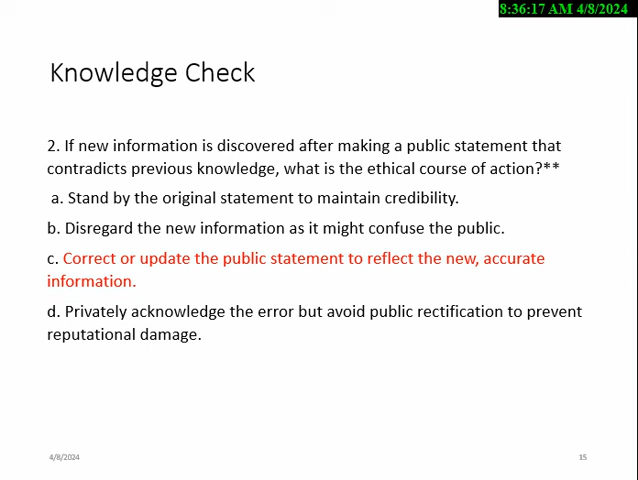 8:36:17 AM 4/8/2024
Knowledge Check
2. If new information is discovered after making a public statement that
contradicts previous knowledge, what is the ethical course of action?**
a. Stand by the original statement to maintain credibility.
b. Disregard the new information as it might confuse the public.
c. Correct or update the public statement to reflect the new, accurate
information.
d. Privately acknowledge the error but avoid public rectification to prevent
reputational damage.
4/8/2024
15